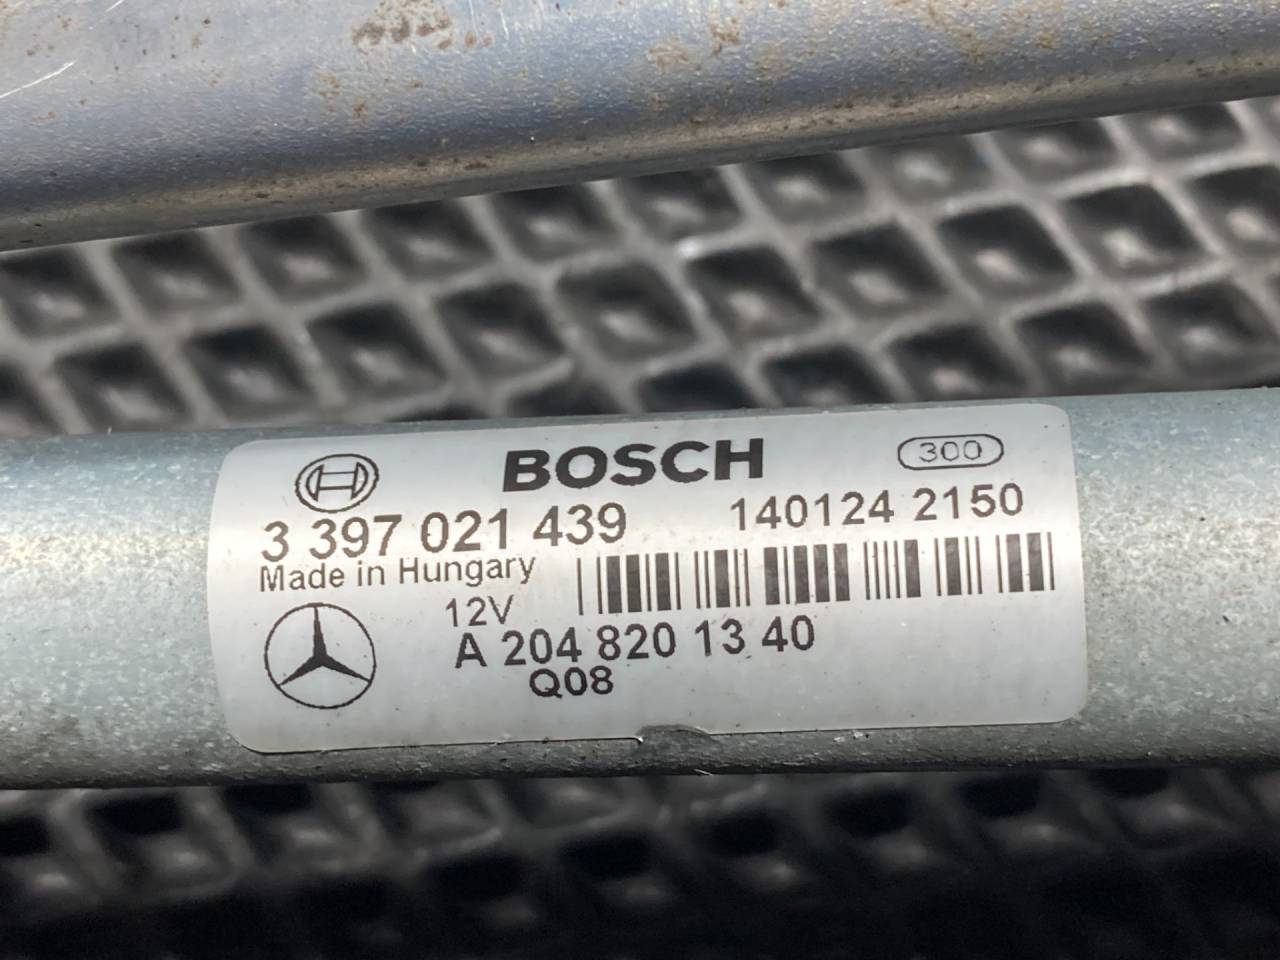 BOSCH 300
3 397 021 439 140124 2150
Made in Hungary
12V
A 204 820 13 40
Q08